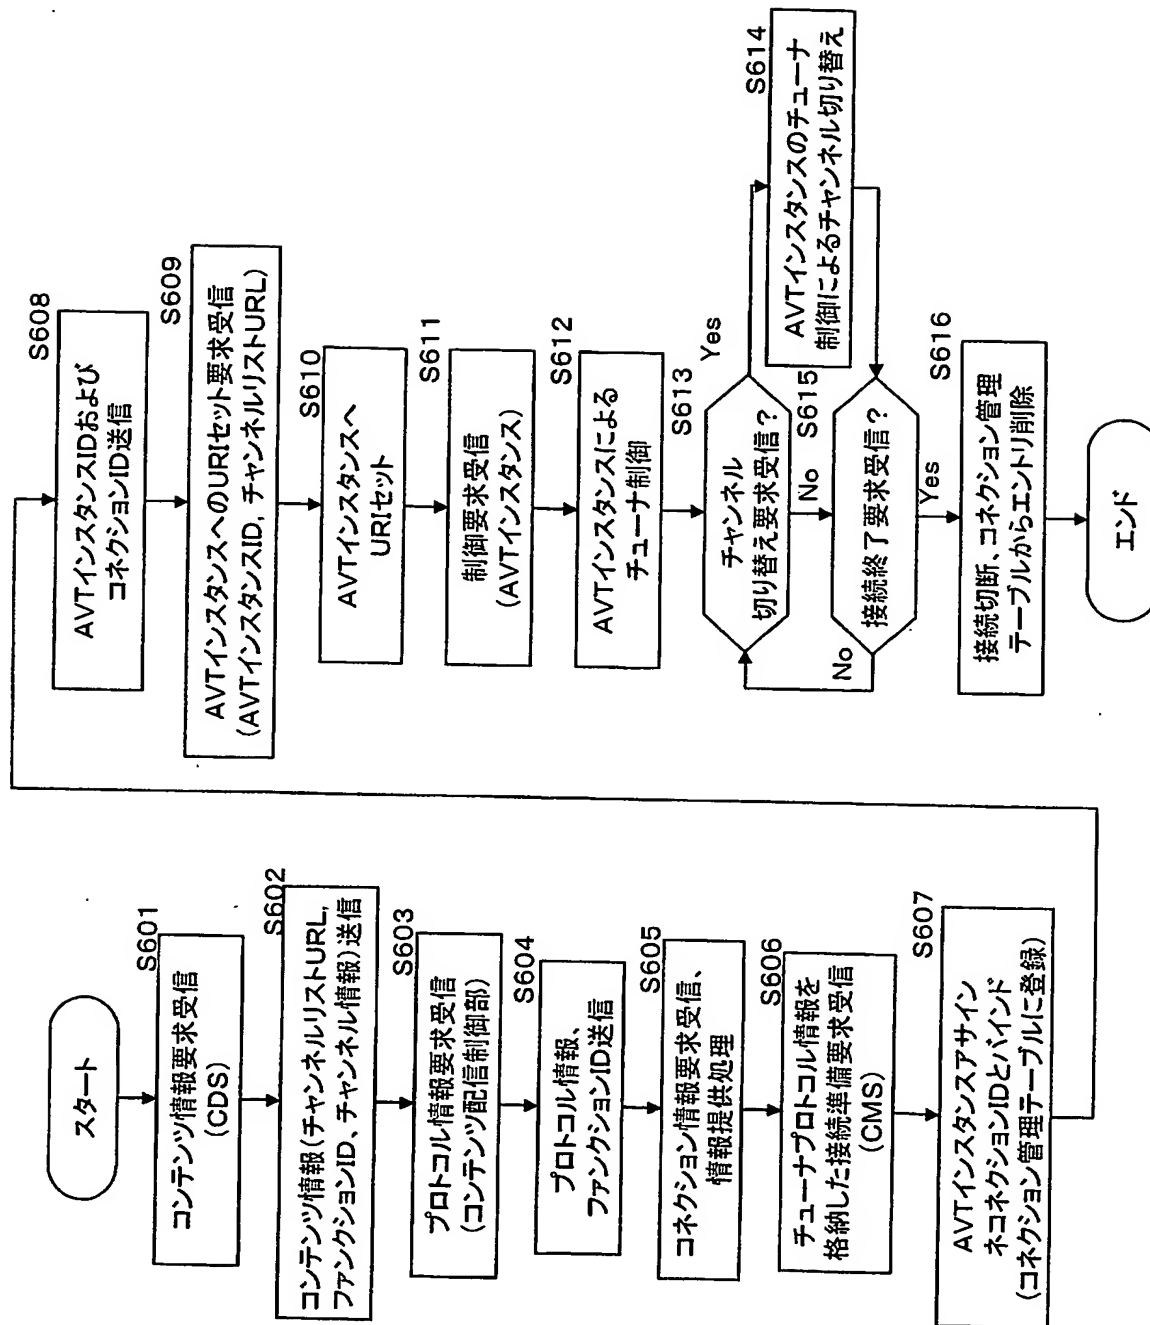 スタート
S601
コンテンツ情報要求受信
(CDS)
S602
コンテンツ情報(チャンネルリストURL,
ファンクションID、チャンネル情報)送信
S603
プロトコル情報要求受信
(コンテンツ配信制御部)
S604
プロトコル情報、
ファンクションID送信
S605
コネクション情報要求受信、
情報提供処理
S606
チューナプロトコル情報を
格納した接続準備要求受信
(CMS)
S607
AVTインスタンスアサイン
ネコネクションIDとバインド
(コネクション管理テーブルに登録)
S608
AVTインスタンスIDおよび
コネクションID送信
S609
AVTインスタンスへのURIセット要求受信
(AVTインスタンスID, チャンネルリストURL)
S610
AVTインスタンスへ
URIセット
S611
制御要求受信
(AVTインスタンス)
S612
AVTインスタンスによる
チューナ制御
S613
チャンネル
切り替え要求受信?
Yes
No
S614
AVTインスタンスのチューナ
制御によるチャンネル切り替え
S615
接続終了要求受信?
No
Yes
S616
接続切断、コネクション管理
テーブルからエントリ削除
エンド